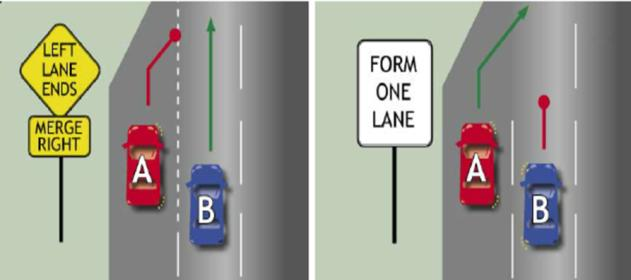 LEFT
LANE
ENDS
MERGE
RIGHT
A
B
FORM
ONE
LANE
A
B